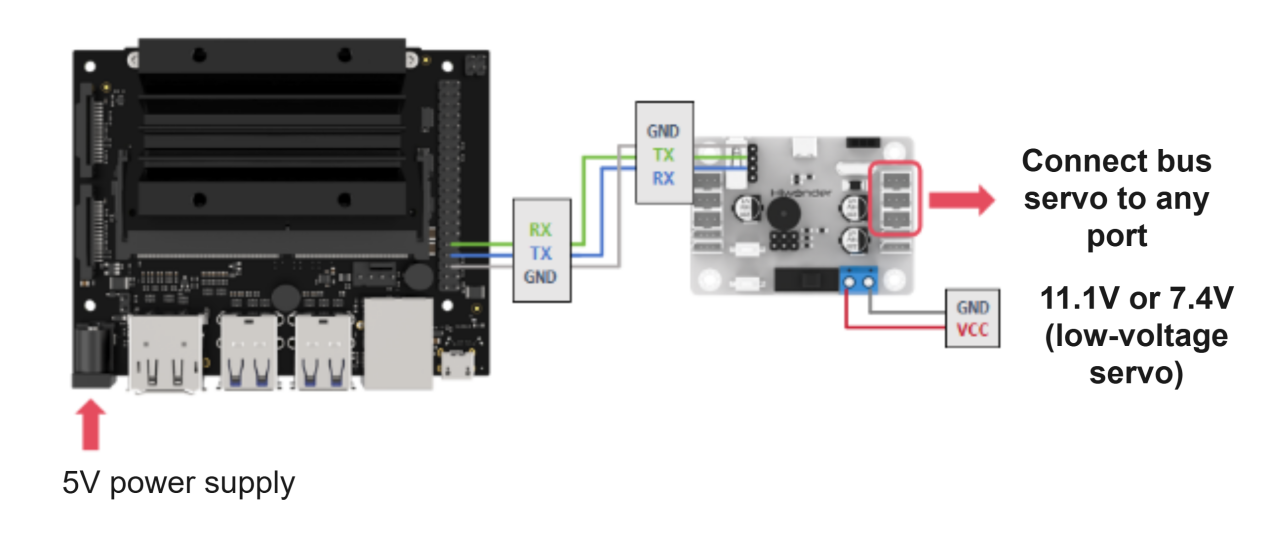 GND
TX
RX
RX
TX
GND
Hiwonder
Connect bus
servo to any
port
11.1V or 7.4V
(low-voltage
servo)
GND
VCC
5V power supply